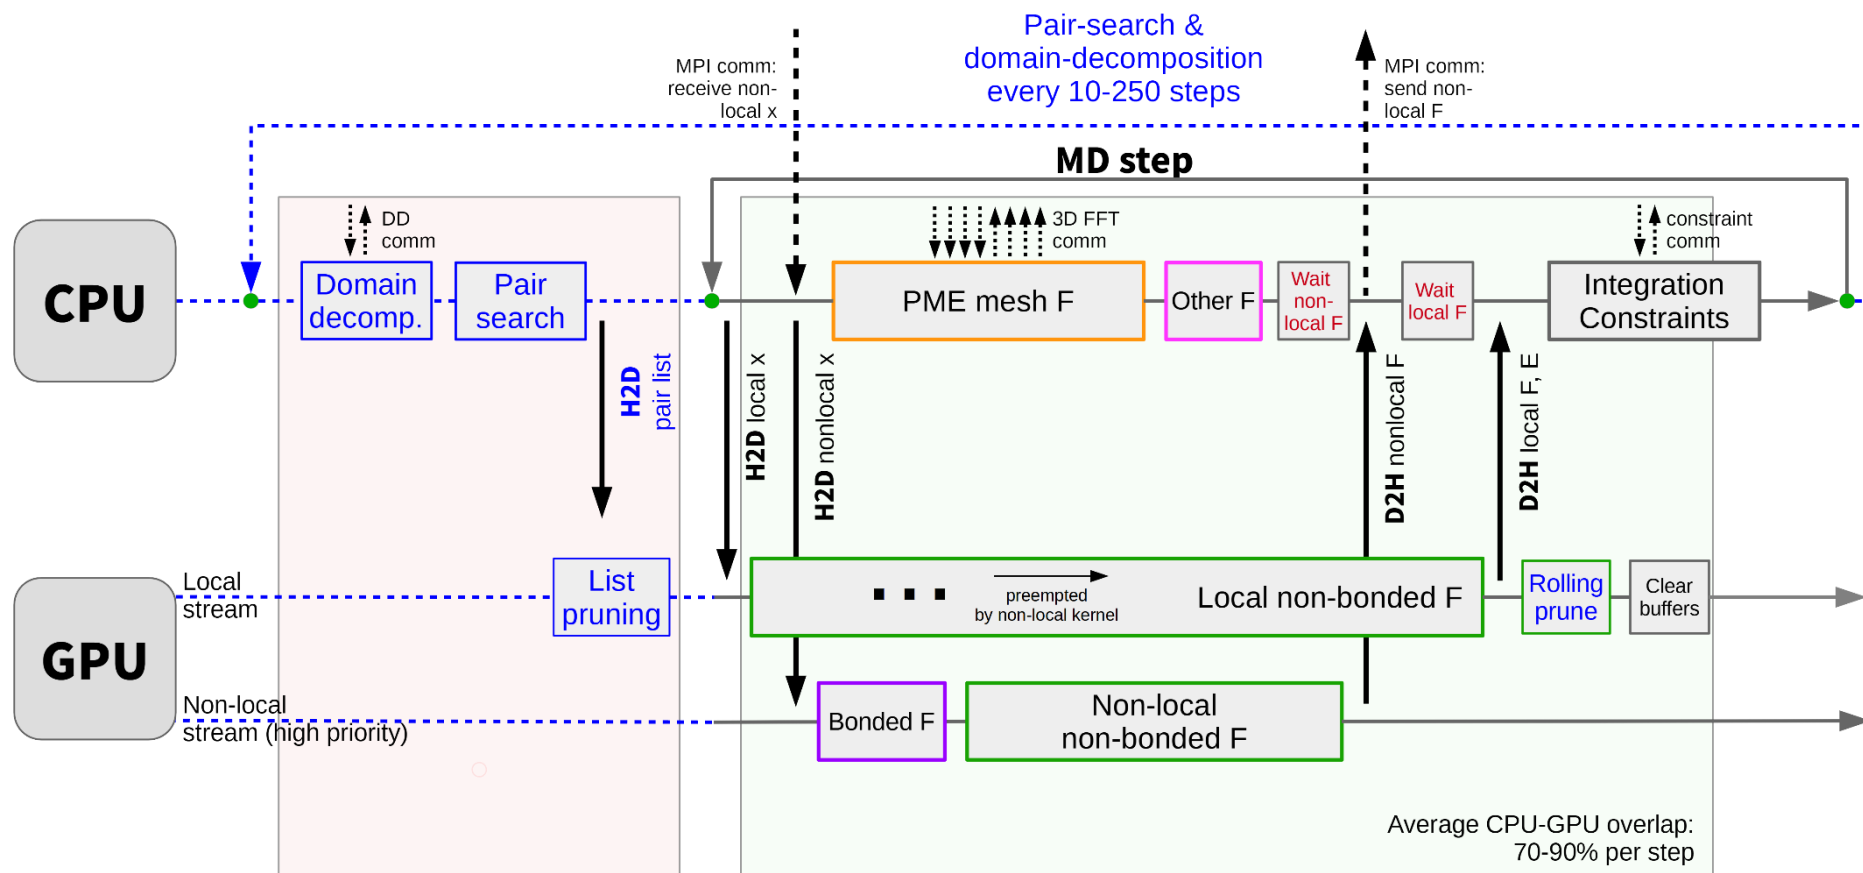 Pair-search &
domain-decomposition
every 10-250 steps
MPI comm:
receive non-
local x
MPI comm:
send non-
local F
MD step
DD
comm
3D FFT
comm
constraint
comm
CPU
Domain
decomp.
Pair
search
PME mesh F
Other F
Wait
non-
local F
Wait
local F
Integration
Constraints
H2D
pair list
H2D local x
H2D nonlocal x
D2H nonlocal F
D2H local F, E
GPU
Local
stream
List
pruning
...
preempted
by non-local kernel
Local non-bonded F
Rolling
prune
Clear
buffers
Non-local
stream (high priority)
Bonded F
Non-local
non-bonded F
Average CPU-GPU overlap:
70-90% per step